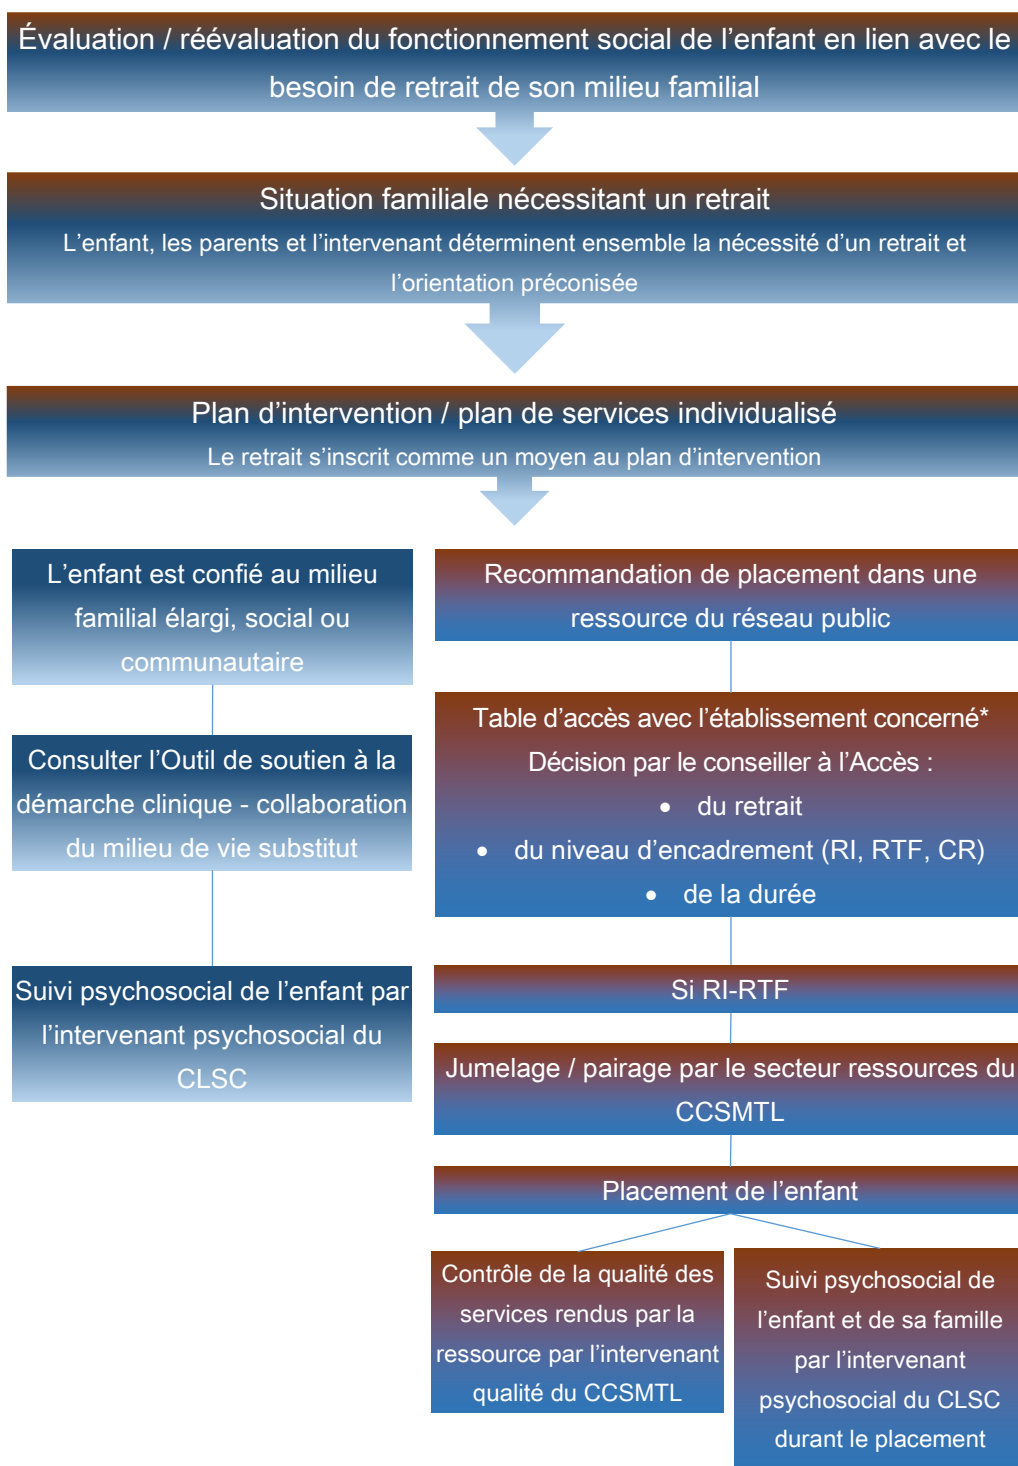 Évaluation / réévaluation du fonctionnement social de l’enfant en lien avec le
besoin de retrait de son milieu familial
Situation familiale nécessitant un retrait
L’enfant, les parents et l’intervenant déterminent ensemble la nécessité d’un retrait et
l’orientation préconisée
Plan d’intervention / plan de services individualisé
Le retrait s’inscrit comme un moyen au plan d’intervention
L’enfant est confié au milieu
familial élargi, social ou
communautaire
Consulter l’Outil de soutien à la
démarche clinique - collaboration
du milieu de vie substitut
Suivi psychosocial de l’enfant par
l’intervenant psychosocial du
CLSC
Recommandation de placement dans une
ressource du réseau public
Table d’accès avec l’établissement concerné*
Décision par le conseiller à l’Accès :
• du retrait
• du niveau d’encadrement (RI, RTF, CR)
• de la durée
Si RI-RTF
Jumelage / pairage par le secteur ressources du
CCSMTL
Placement de l’enfant
Contrôle de la qualité des
services rendus par la
ressource par l’intervenant
qualité du CCSMTL
Suivi psychosocial de
l’enfant et de sa famille
par l’intervenant
psychosocial du CLSC
durant le placement